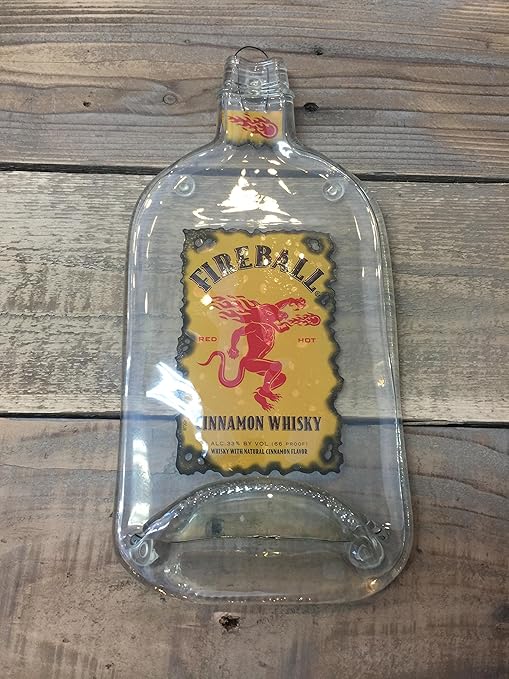 FIREBALL
RED HOT
CINNAMON WHISKY
ALC. 33% BY VOL (66 PROOF)
WHISKY WITH NATURAL CINNAMON FLAVOR